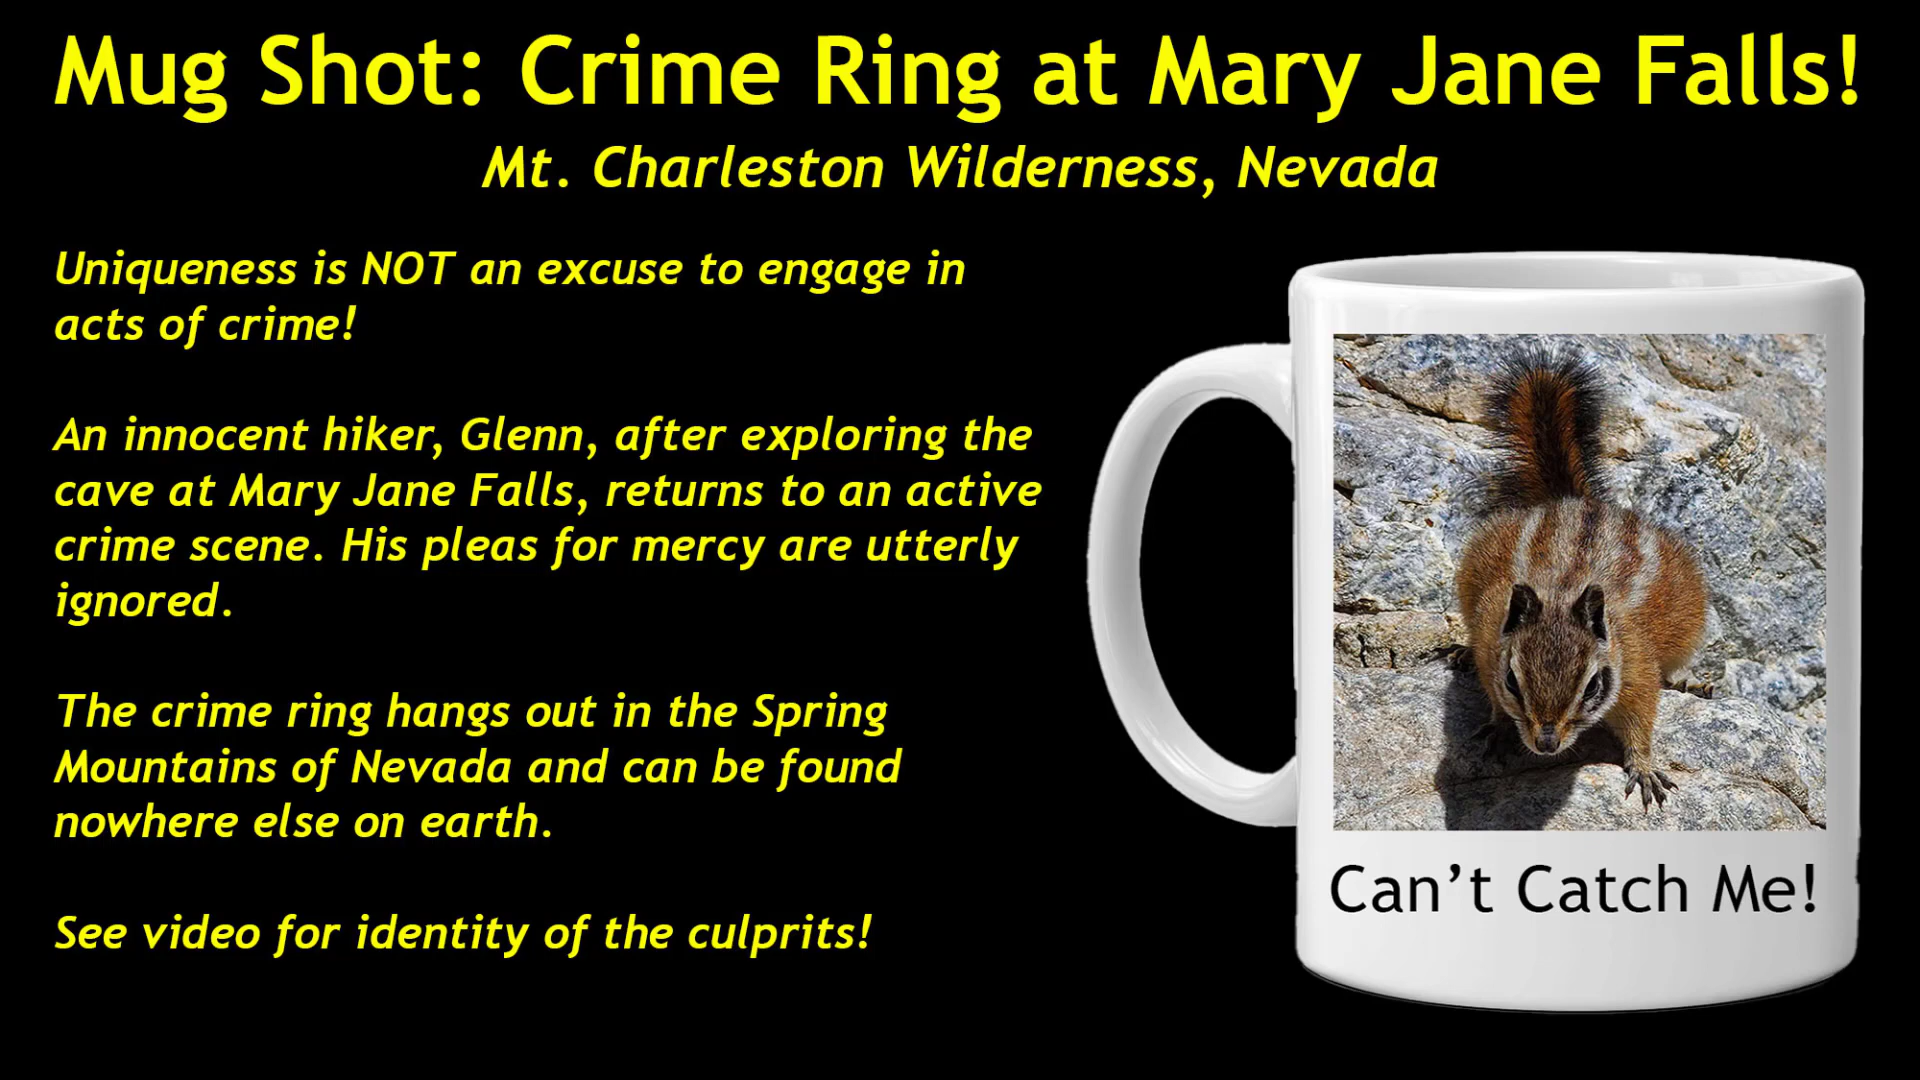 Mug Shot: Crime Ring at Mary Jane Falls!
Mt. Charleston Wilderness, Nevada
Uniqueness is NOT an excuse to engage in
acts of crime!
An innocent hiker, Glenn, after exploring the
cave at Mary Jane Falls, returns to an active
crime scene. His pleas for mercy are utterly
ignored.
The crime ring hangs out in the Spring
Mountains of Nevada and can be found
nowhere else on earth.
See video for identity of the culprits!
Can’t Catch Me!